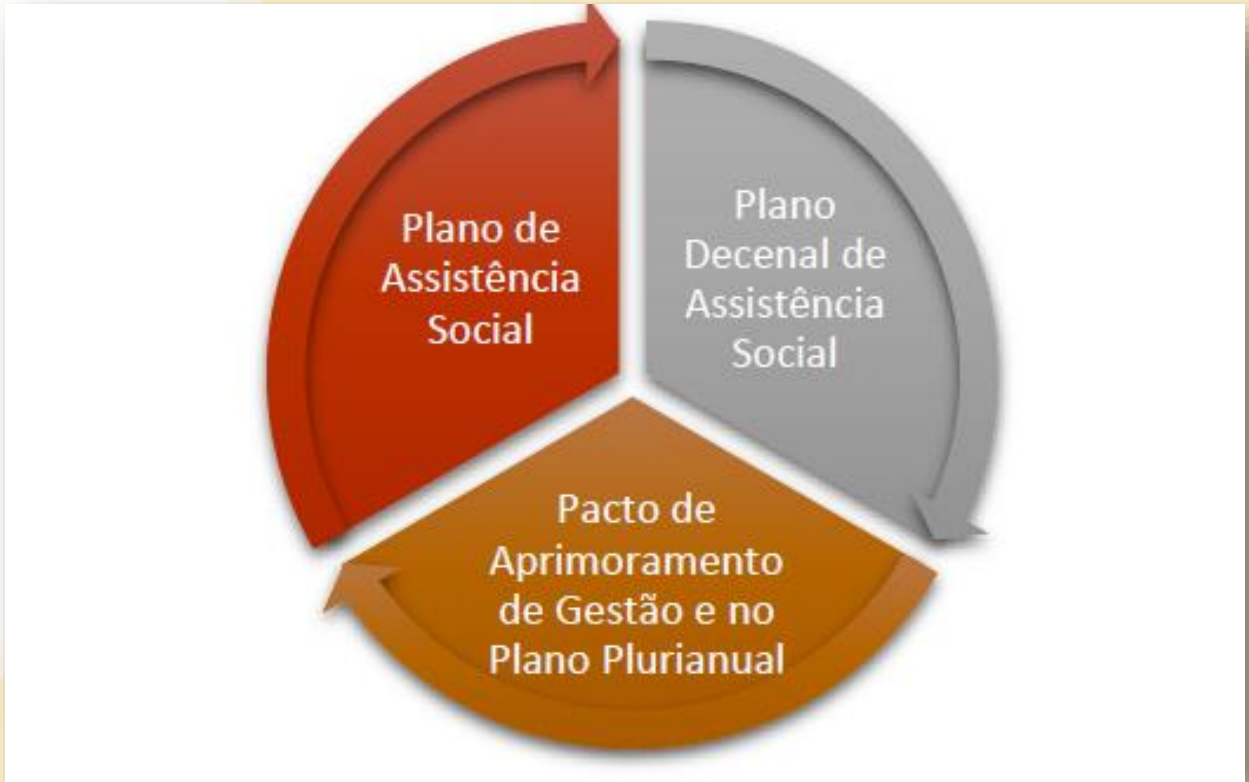 Plano de
Assistência
Social
Plano
Decenal de
Assistência
Social
Pacto de
Aprimoramento
de Gestão e no
Plano Plurianual